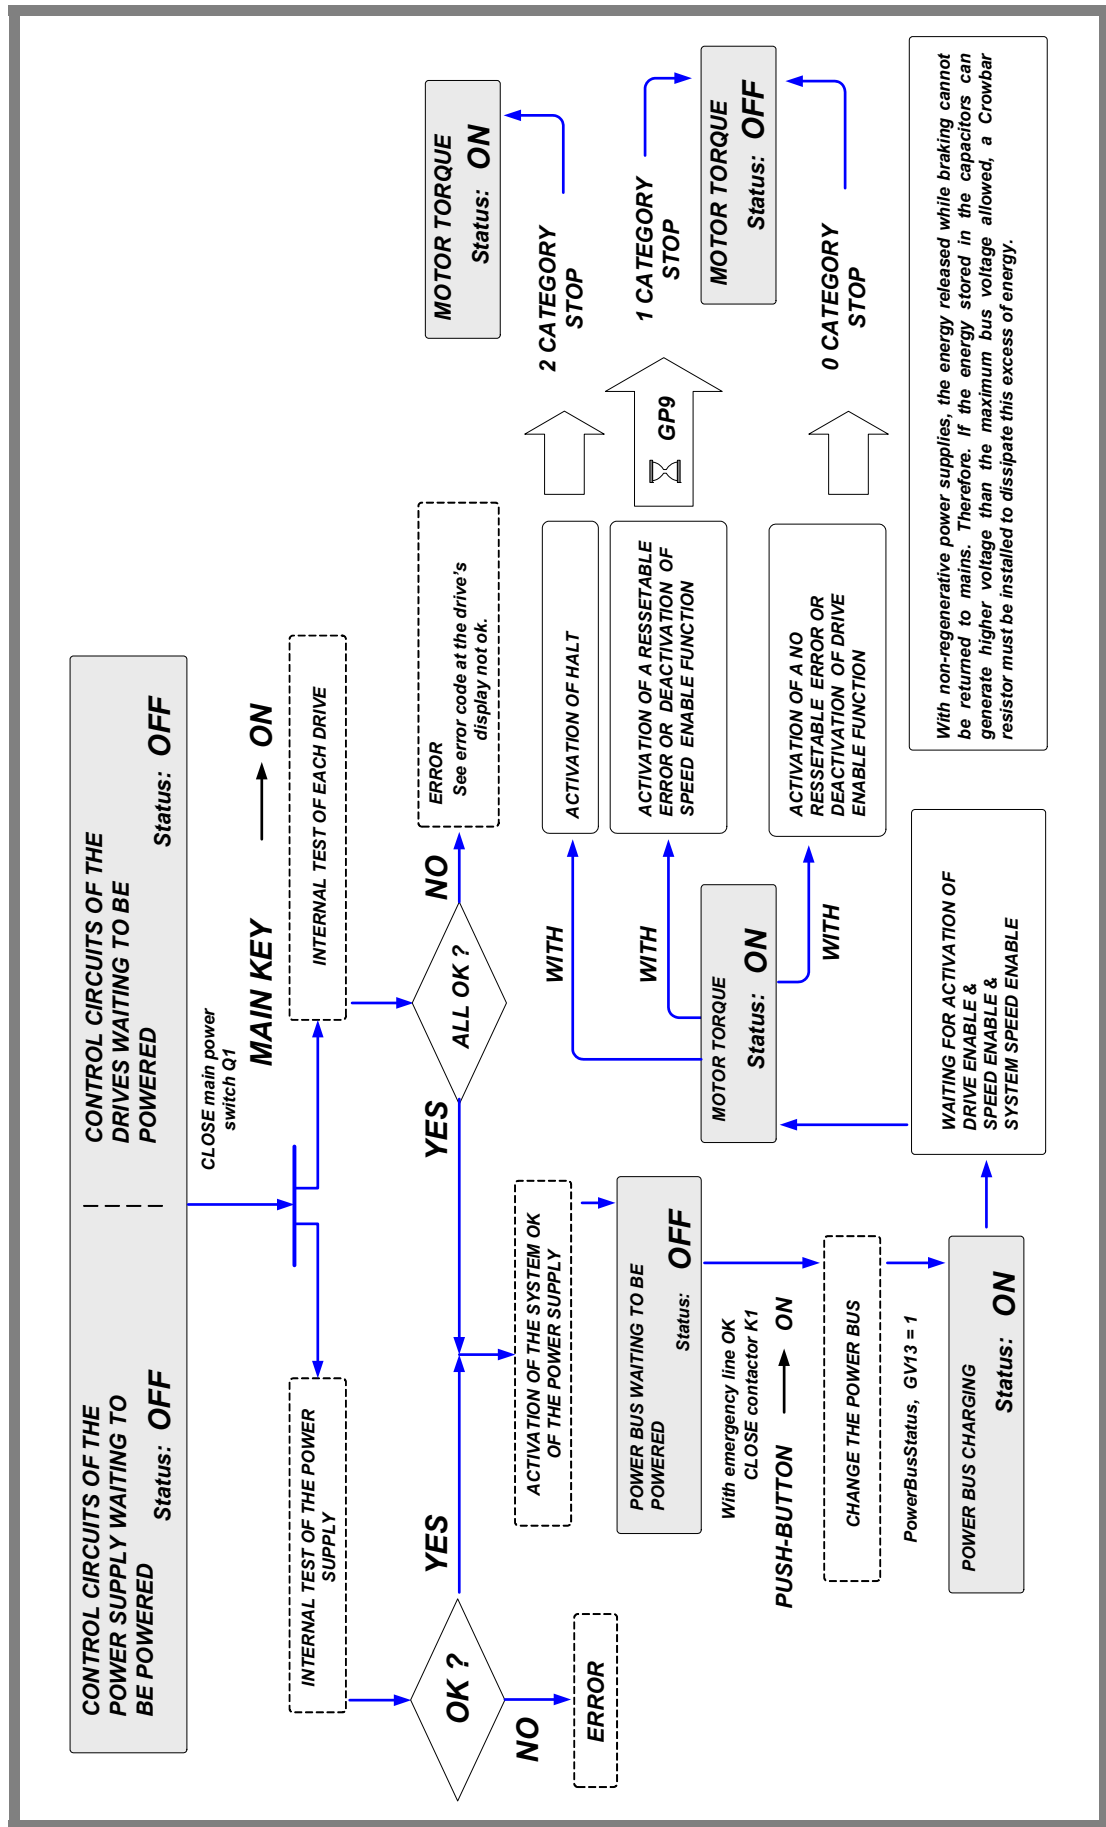 CONTROL CIRCUITS OF THE
POWER SUPPLY WAITING TO
BE POWERED
Status: OFF
CONTROL CIRCUITS OF THE
DRIVES WAITING TO BE
POWERED
Status: OFF
CLOSE main power
switch Q1
MAIN KEY
ON
INTERNAL TEST OF THE POWER
SUPPLY
INTERNAL TEST OF EACH DRIVE
OK ?
YES
NO
ERROR
ALL OK ?
YES
NO
ERROR
See error code at the drive's
display not ok.
ACTIVATION OF THE SYSTEM OK
OF THE POWER SUPPLY
POWER BUS WAITING TO BE
POWERED
Status: OFF
With emergency line OK
CLOSE contactor K1
PUSH-BUTTON
ON
CHANGE THE POWER BUS
PowerBusStatus, GV13 = 1
POWER BUS CHARGING
Status: ON
WAITING FOR ACTIVATION OF
DRIVE ENABLE &
SPEED ENABLE &
SYSTEM SPEED ENABLE
MOTOR TORQUE
Status: ON
WITH
WITH
WITH
ACTIVATION OF HALT
ACTIVATION OF A RESSETABLE
ERROR OR DEACTIVATION OF
SPEED ENABLE FUNCTION
ACTIVATION OF A NO
RESSETABLE ERROR OR
DEACTIVATION OF DRIVE
ENABLE FUNCTION
GP9
2 CATEGORY
STOP
1 CATEGORY
STOP
0 CATEGORY
STOP
MOTOR TORQUE
Status: ON
MOTOR TORQUE
Status: OFF
With non-regenerative power supplies, the energy released while braking cannot
be returned to mains. Therefore. If the energy stored in the capacitors can
generate higher voltage than the maximum bus voltage allowed, a Crowbar
resistor must be installed to dissipate this excess of energy.